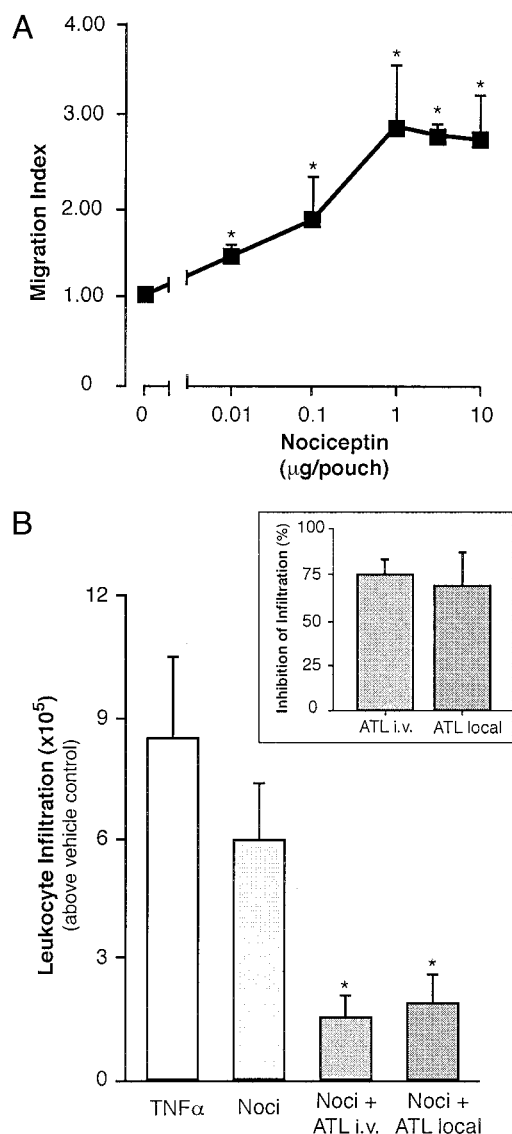 A
4.00
3.00
2.00
1.00
0
Migration Index
* * * * *
0 0.01 0.1 1 10
Nociceptin
(μg/pouch)
B
12
9
6
3
0
Leukocyte Infiltration (x10⁵)
(above vehicle control)
100
75
50
25
0
Inhibition of Infiltration (%)
ATL i.v. ATL local
* *
TNFα Noci Noci + Noci +
ATL i.v. ATL local